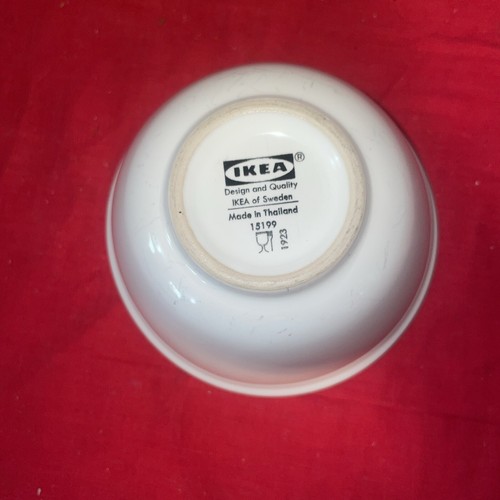 IKEA®
Design and Quality
IKEA of Sweden
Made in Thailand
15199
1923